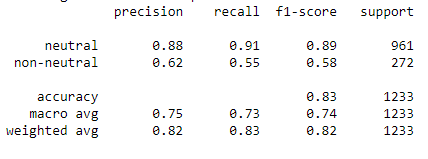 precision recall f1-score support
neutral 0.88 0.91 0.89 961
non-neutral 0.62 0.55 0.58 272
accuracy 0.83 1233
macro avg 0.75 0.73 0.74 1233
weighted avg 0.82 0.83 0.82 1233